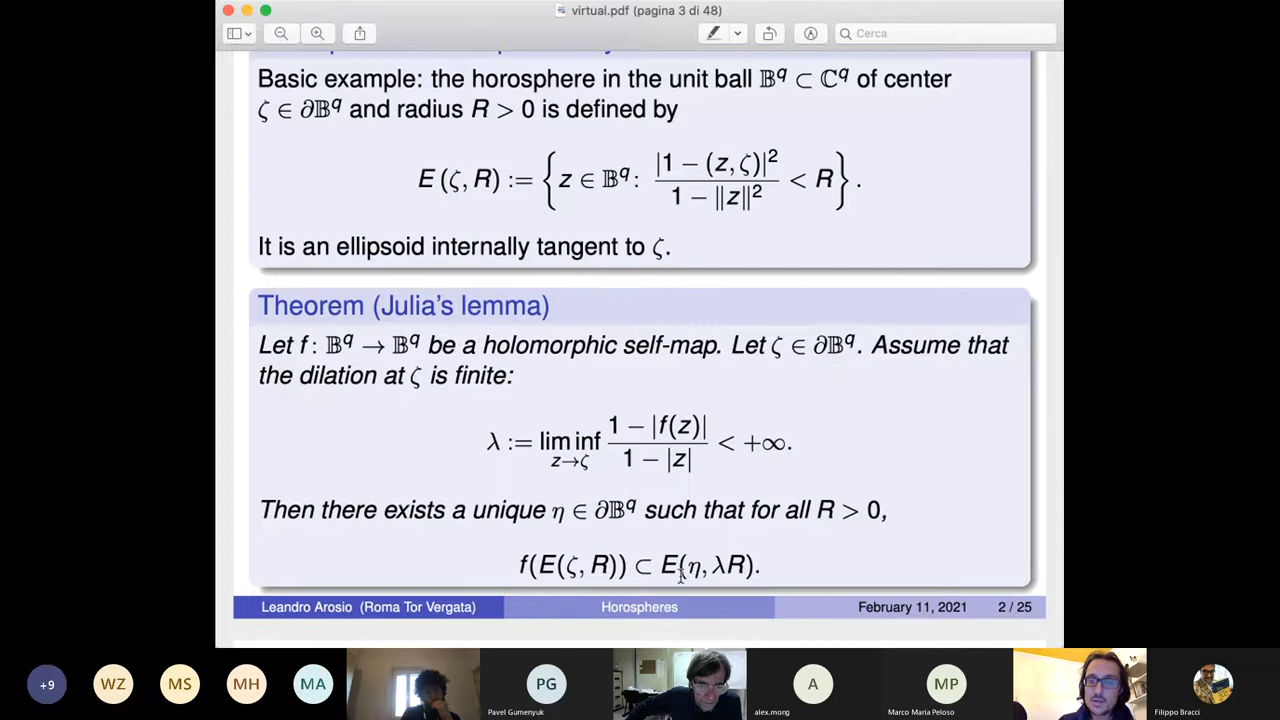 virtual.pdf (pagina 3 di 48)
Cerca
Basic example: the horosphere in the unit ball 𝔹^q ⊂ ℂ^q of center
ζ ∈ ∂𝔹^q and radius R > 0 is defined by
E (ζ, R) := { z ∈ 𝔹^q : |1 − (z, ζ)|² / 1 − ‖z‖² < R } .
It is an ellipsoid internally tangent to ζ.
Theorem (Julia's lemma)
Let f : 𝔹^q → 𝔹^q be a holomorphic self-map. Let ζ ∈ ∂𝔹^q. Assume that
the dilation at ζ is finite:
λ := lim inf_{z→ζ} 1 − |f(z)| / 1 − |z| < +∞.
Then there exists a unique η ∈ ∂𝔹^q such that for all R > 0,
f(E(ζ, R)) ⊂ E(η, λR).
Leandro Arosio (Roma Tor Vergata) Horospheres February 11, 2021 2 / 25
+9 WZ MS MH MA PG A MP
Pavel Gumenyuk alex.mong Marco Maria Peloso Filippo Bracci